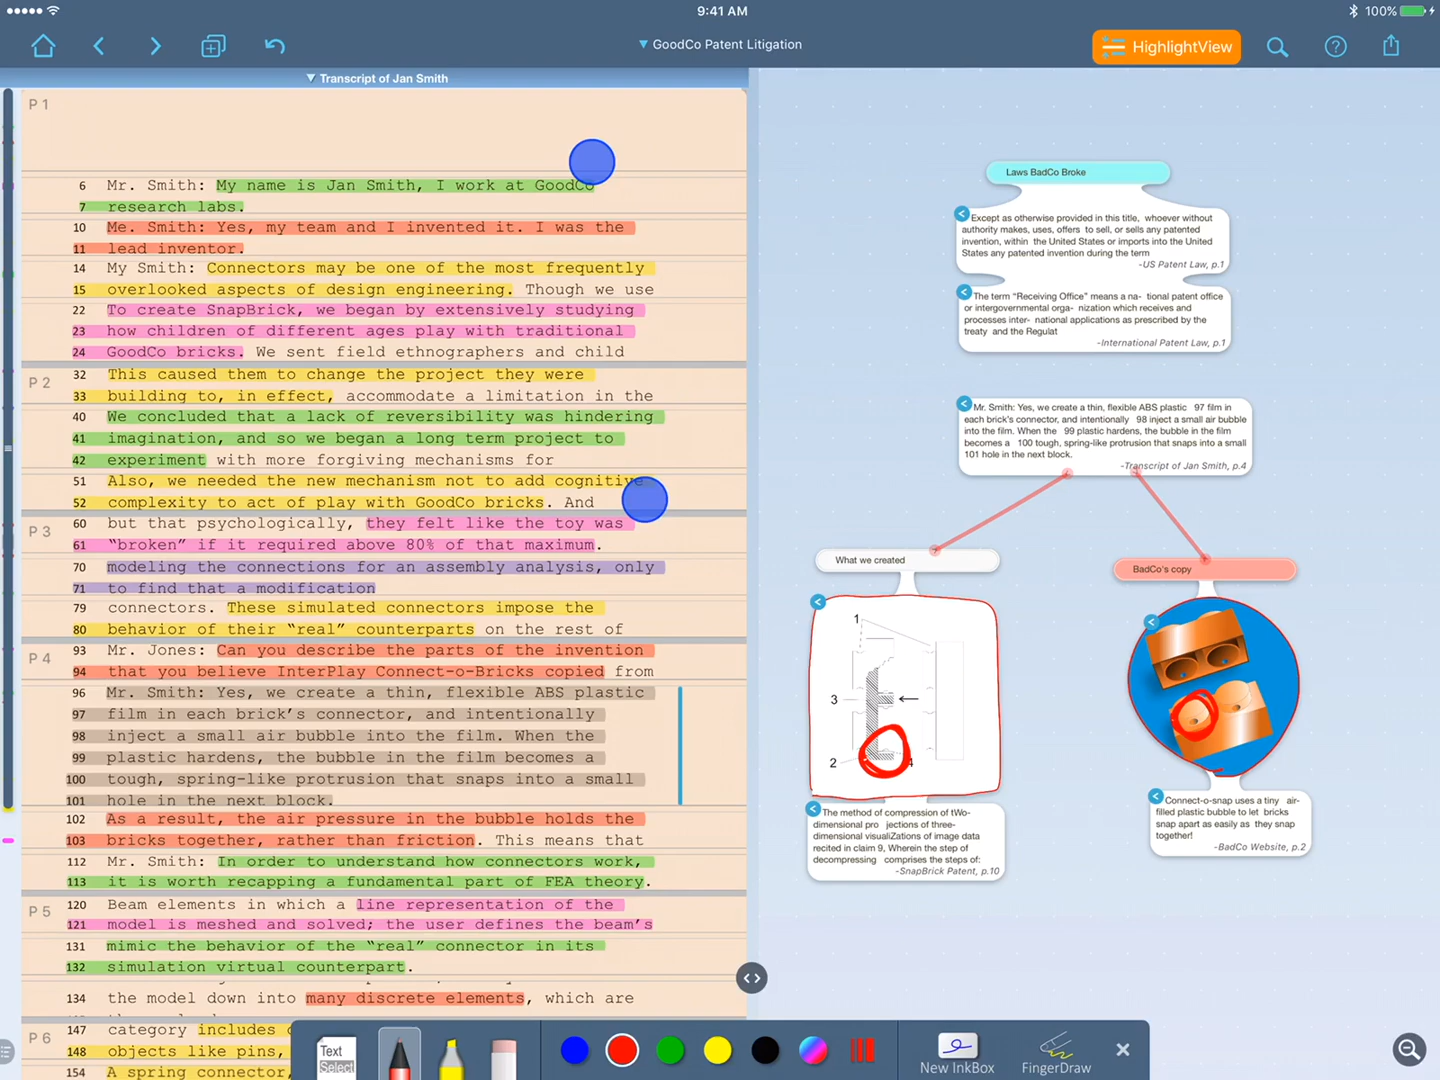 9:41 AM
100%
▼ GoodCo Patent Litigation
HighlightView
▼ Transcript of Jan Smith
P 1
6 Mr. Smith: My name is Jan Smith, I work at GoodCo
7 research labs.
10 Me. Smith: Yes, my team and I invented it. I was the
11 lead inventor.
14 My Smith: Connectors may be one of the most frequently
15 overlooked aspects of design engineering. Though we use
22 To create SnapBrick, we began by extensively studying
23 how children of different ages play with traditional
24 GoodCo bricks. We sent field ethnographers and child
P 2
32 This caused them to change the project they were
33 building to, in effect, accommodate a limitation in the
40 We concluded that a lack of reversibility was hindering
41 imagination, and so we began a long term project to
42 experiment with more forgiving mechanisms for
51 Also, we needed the new mechanism not to add cognitive
52 complexity to act of play with GoodCo bricks. And
P 3
60 but that psychologically, they felt like the toy was
61 “broken” if it required above 80% of that maximum.
70 modeling the connections for an assembly analysis, only
71 to find that a modification
79 connectors. These simulated connectors impose the
80 behavior of their “real” counterparts on the rest of
P 4
93 Mr. Jones: Can you describe the parts of the invention
94 that you believe InterPlay Connect-o-Bricks copied from
96 Mr. Smith: Yes, we create a thin, flexible ABS plastic
97 film in each brick’s connector, and intentionally
98 inject a small air bubble into the film. When the
99 plastic hardens, the bubble in the film becomes a
100 tough, spring-like protrusion that snaps into a small
101 hole in the next block.
102 As a result, the air pressure in the bubble holds the
103 bricks together, rather than friction. This means that
112 Mr. Smith: In order to understand how connectors work,
113 it is worth recapping a fundamental part of FEA theory.
P 5
120 Beam elements in which a line representation of the
121 model is meshed and solved; the user defines the beam’s
131 mimic the behavior of the “real” connector in its
132 simulation virtual counterpart.
134 the model down into many discrete elements, which are
P 6
147 category includes
148 objects like pins,
154 A spring connector,
Laws BadCo Broke
Except as otherwise provided in this title, whoever without
authority makes, uses, offers to sell, or sells any patented
invention, within the United States or imports into the United
States any patented invention during the term
-US Patent Law, p.1
The term “Receiving Office” means a na- tional patent office
or intergovernmental orga- nization which receives and
processes inter- national applications as prescribed by the
treaty and the Regulat
-International Patent Law, p.1
Mr. Smith: Yes, we create a thin, flexible ABS plastic 97 film in
each brick’s connector, and intentionally 98 inject a small air bubble
into the film. When the 99 plastic hardens, the bubble in the film
becomes a 100 tough, spring-like protrusion that snaps into a small
101 hole in the next block.
-Transcript of Jan Smith, p.4
What we created
1
3
2
4
The method of compression of tWo-
dimensional pro jections of three-
dimensional visualiZations of image data
recited in claim 9, Wherein the step of
decompressing comprises the steps of:
-SnapBrick Patent, p.10
BadCo's copy
Connect-o-snap uses a tiny air-
filled plastic bubble to let bricks
snap apart as easily as they snap
together!
-BadCo Website, p.2
Text
Select
New InkBox
FingerDraw